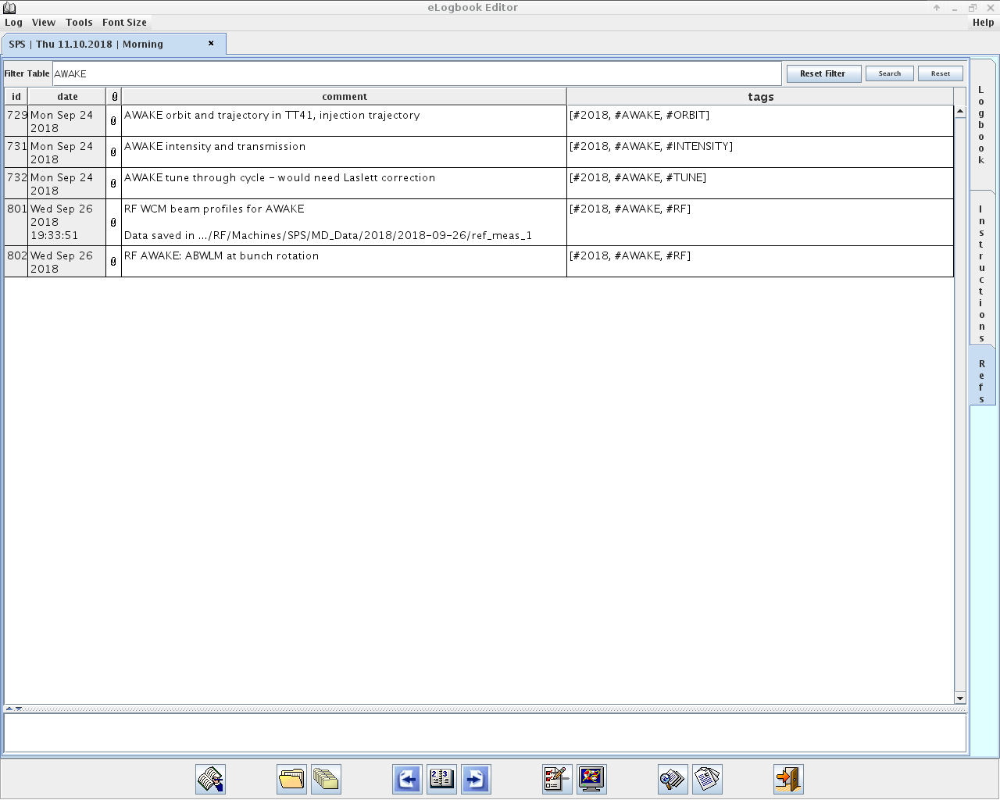 eLogbook Editor
Log View Tools Font Size Help
SPS | Thu 11.10.2018 | Morning
Filter Table AWAKE Reset Filter Search Reset
id date comment tags
729 Mon Sep 24 2018 AWAKE orbit and trajectory in TT41, injection trajectory [#2018, #AWAKE, #ORBIT]
731 Mon Sep 24 2018 AWAKE intensity and transmission [#2018, #AWAKE, #INTENSITY]
732 Mon Sep 24 2018 AWAKE tune through cycle - would need Laslett correction [#2018, #AWAKE, #TUNE]
801 Wed Sep 26 2018 19:33:51 RF WCM beam profiles for AWAKE [#2018, #AWAKE, #RF]
Data saved in .../RF/Machines/SPS/MD_Data/2018/2018-09-26/ref_meas_1
802 Wed Sep 26 2018 RF AWAKE: ABWLM at bunch rotation [#2018, #AWAKE, #RF]
Logbook
Instructions
Refs
2 3